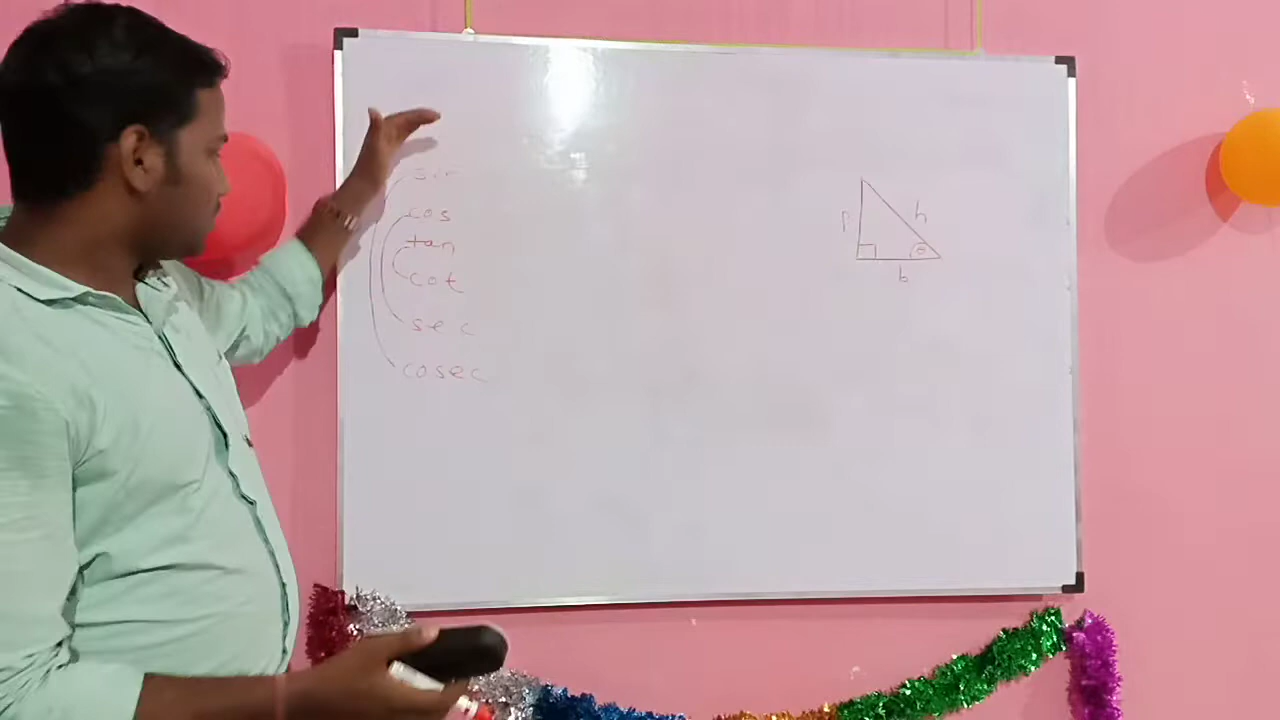 sin
cos
tan
cot
sec
cosec
p h
θ
b